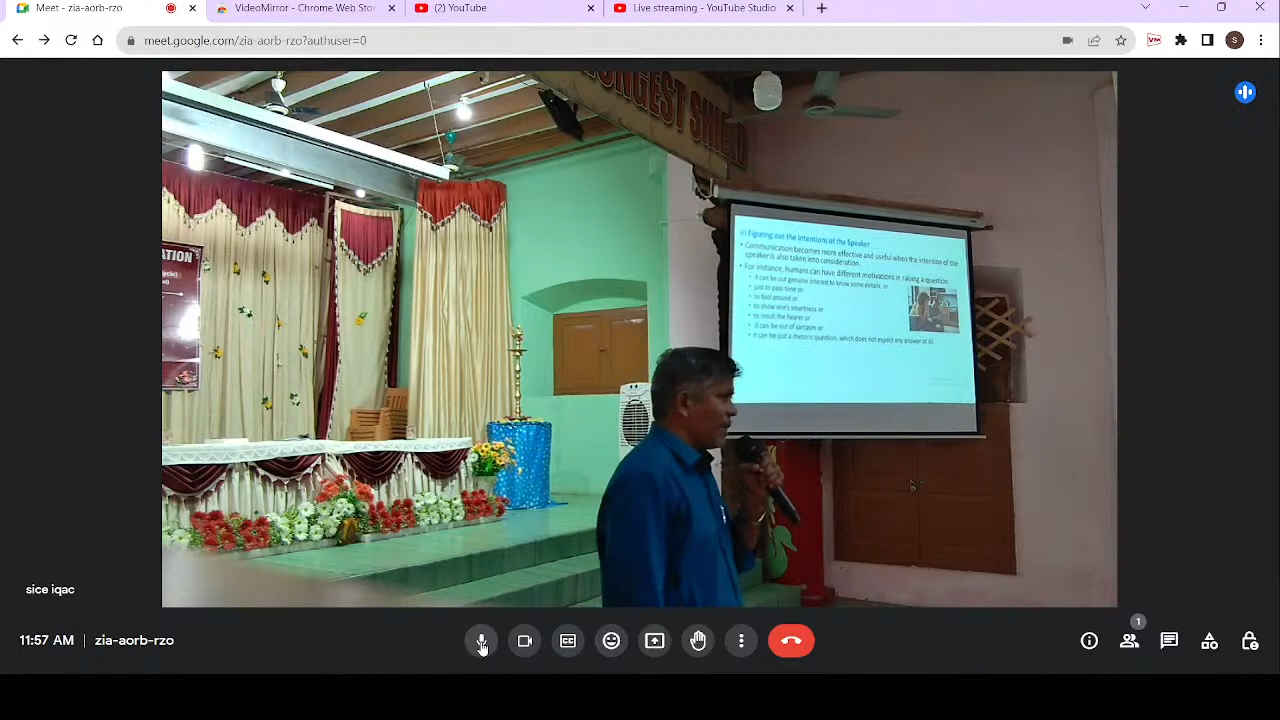 Meet - zia-aorb-rzo
VideoMirror - Chrome Web Stor
(2) YouTube
Live streaming - YouTube Studio
meet.google.com/zia-aorb-rzo?authuser=0
ONGEST SHIELD
ATION
Figuring out the Intentions of the Speaker
• Communication becomes more effective and useful when the intention of the
speaker is also taken into consideration.
• For instance, humans can have different motivations in raising a question:
• it can be out genuine interest to know some details, or
• just to pass time or
• to fool around or
• to show one's smartness or
• to insult the hearer or
• it can be out of sarcasm or
• it can be just a rhetoric question, which does not expect any answer at all.
sice iqac
11:57 AM | zia-aorb-rzo
1